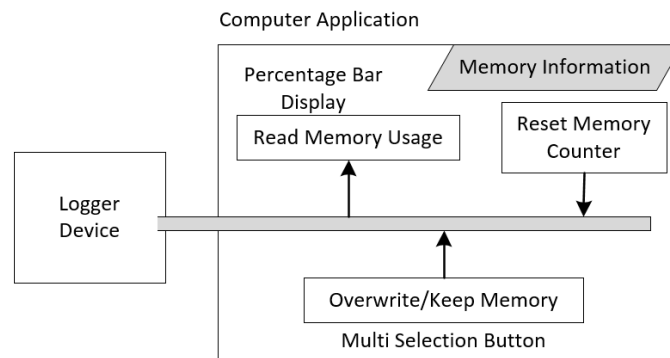 Computer Application
Memory Information
Percentage Bar
Display
Read Memory Usage
Reset Memory
Counter
Logger
Device
Overwrite/Keep Memory
Multi Selection Button